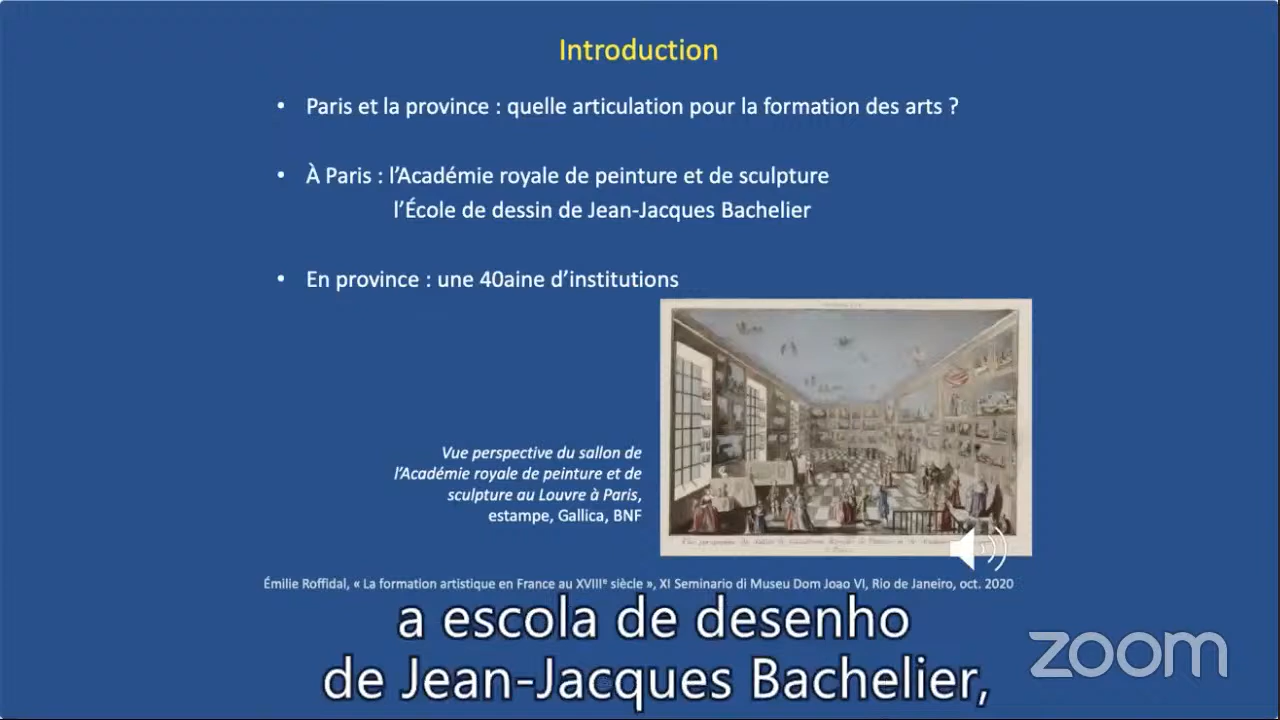 Introduction
• Paris et la province : quelle articulation pour la formation des arts ?
• À Paris : l’Académie royale de peinture et de sculpture
l’École de dessin de Jean-Jacques Bachelier
• En province : une 40aine d’institutions
Vue perspective du sallon de
l’Académie royale de peinture et de
sculpture au Louvre à Paris,
estampe, Gallica, BNF
Émilie Roffidal, « La formation artistique en France au XVIIIᵉ siècle », XI Seminario di Museu Dom Joao VI, Rio de Janeiro, oct. 2020
a escola de desenho
de Jean-Jacques Bachelier,
zoom